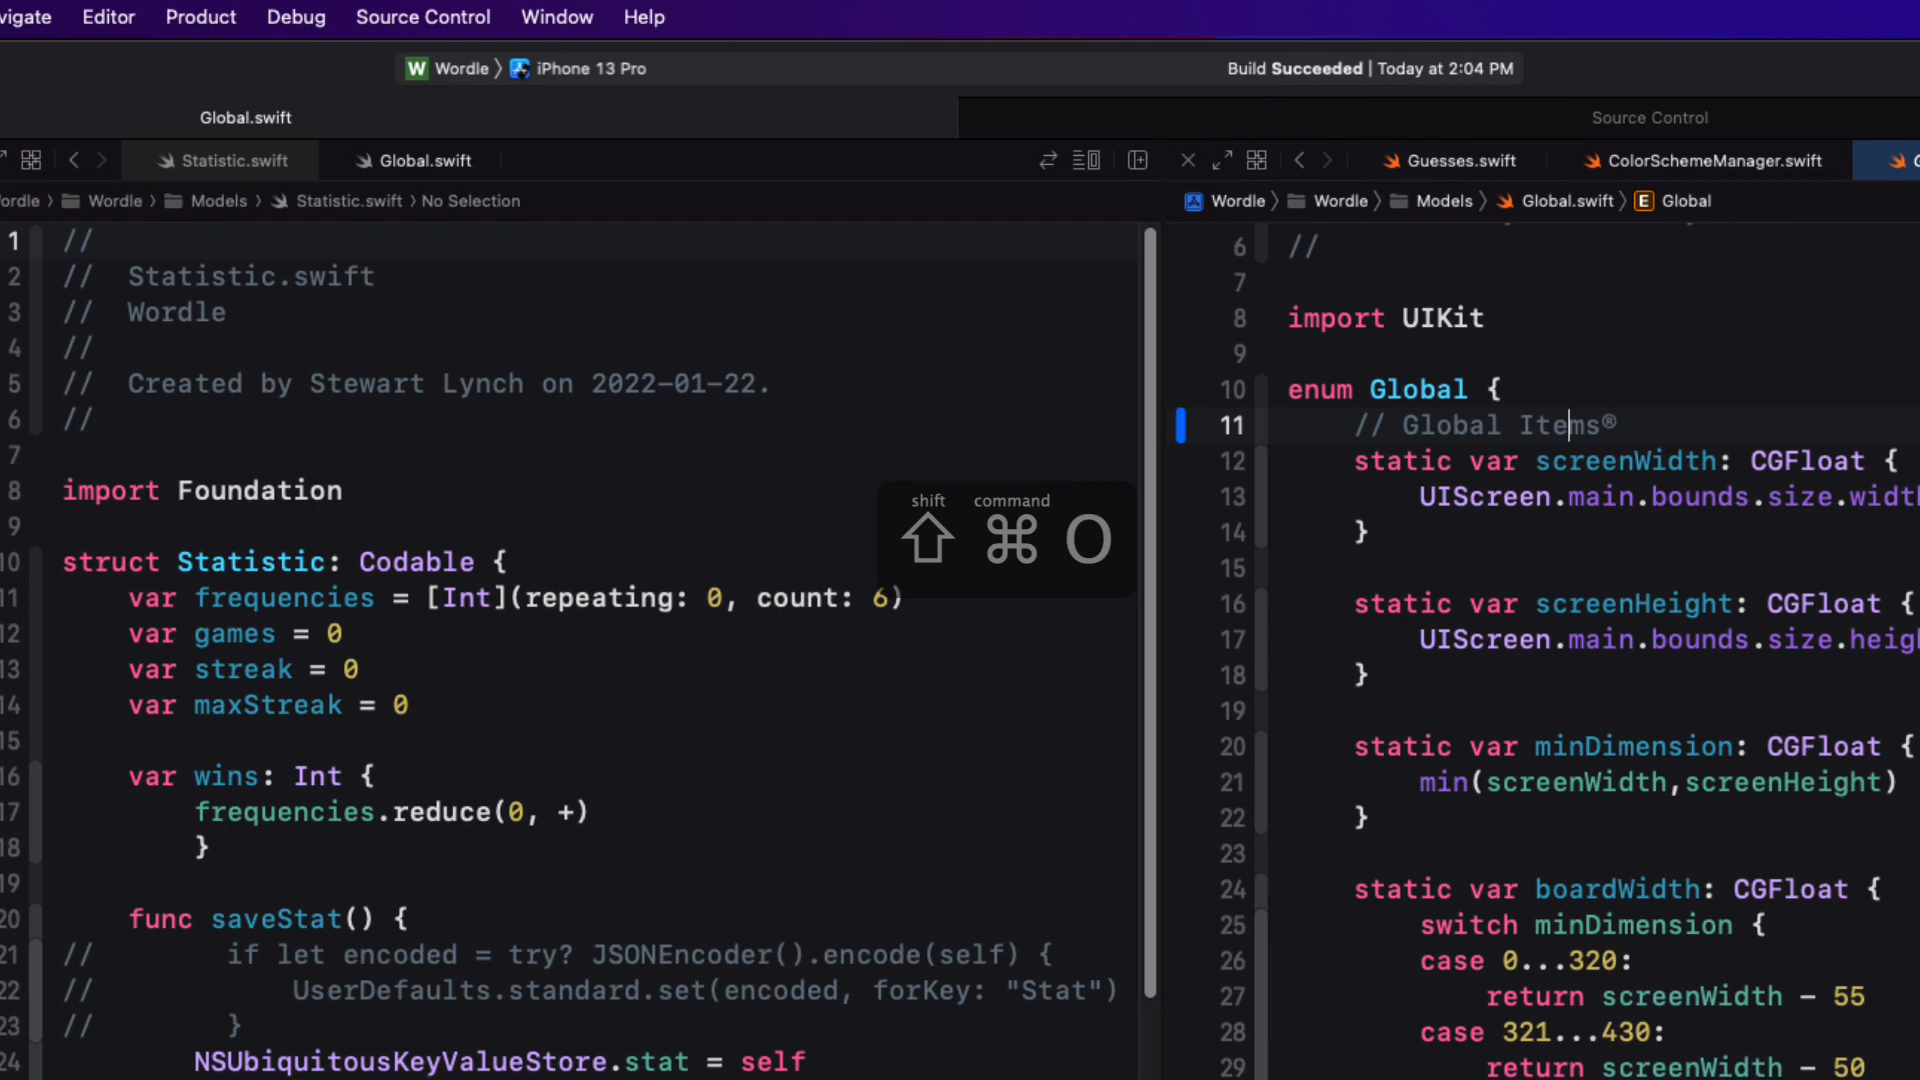 vigate Editor Product Debug Source Control Window Help
W Wordle 〉 iPhone 13 Pro Build Succeeded | Today at 2:04 PM
Global.swift Source Control
Statistic.swift Global.swift
Guesses.swift ColorSchemeManager.swift
ordle 〉 Wordle 〉 Models 〉 Statistic.swift 〉 No Selection
Wordle 〉 Wordle 〉 Models 〉 Global.swift 〉 E Global
1 //
2 //  Statistic.swift
3 //  Wordle
4 //
5 //  Created by Stewart Lynch on 2022-01-22.
6 //
7
8 import Foundation
9
10 struct Statistic: Codable {
11     var frequencies = [Int](repeating: 0, count: 6)
12     var games = 0
13     var streak = 0
14     var maxStreak = 0
15
16     var wins: Int {
17         frequencies.reduce(0, +)
18         }
19
20     func saveStat() {
21 //        if let encoded = try? JSONEncoder().encode(self) {
22 //            UserDefaults.standard.set(encoded, forKey: "Stat")
23 //        }
24         NSUbiquitousKeyValueStore.stat = self
shift command
⇧ ⌘ O
6 //
7
8 import UIKit
9
10 enum Global {
11     // Global Items®
12     static var screenWidth: CGFloat {
13         UIScreen.main.bounds.size.width
14     }
15
16     static var screenHeight: CGFloat {
17         UIScreen.main.bounds.size.heig
18     }
19
20     static var minDimension: CGFloat {
21         min(screenWidth,screenHeight)
22     }
23
24     static var boardWidth: CGFloat {
25         switch minDimension {
26         case 0...320:
27             return screenWidth - 55
28         case 321...430:
29             return screenWidth - 50